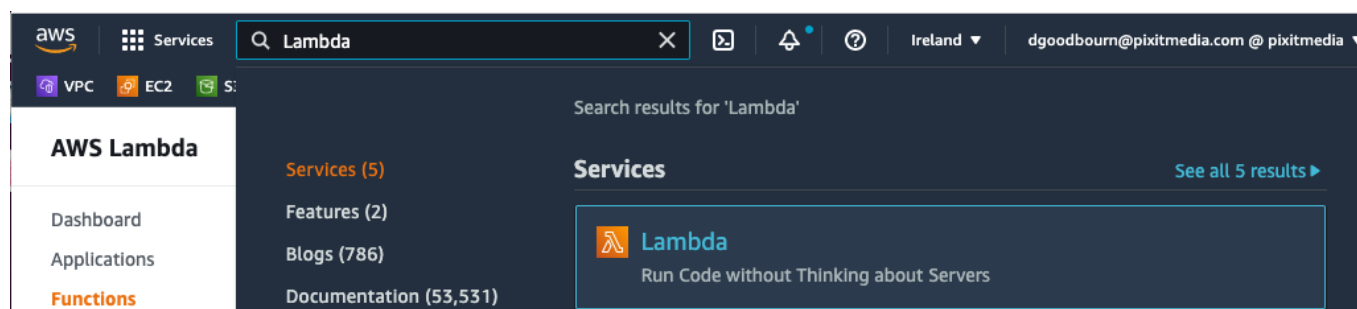 aws Services Lambda Ireland ▼ dgoodbourn@pixitmedia.com @ pixitmedia
VPC EC2
Search results for 'Lambda'
AWS Lambda
Services (5) Services See all 5 results ▶
Dashboard Features (2)
Lambda
Applications Blogs (786)
Run Code without Thinking about Servers
Functions Documentation (53,531)